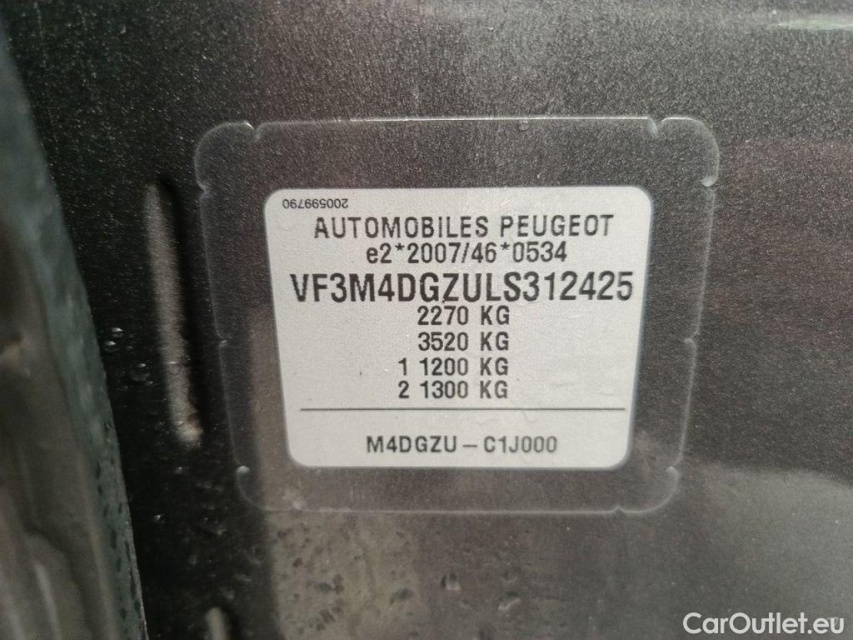 200599790
AUTOMOBILES PEUGEOT
e2*2007/46*0534
VF3M4DGZULS312425
2270 KG
3520 KG
1 1200 KG
2 1300 KG
M4DGZU – C1J000
CarOutlet.eu